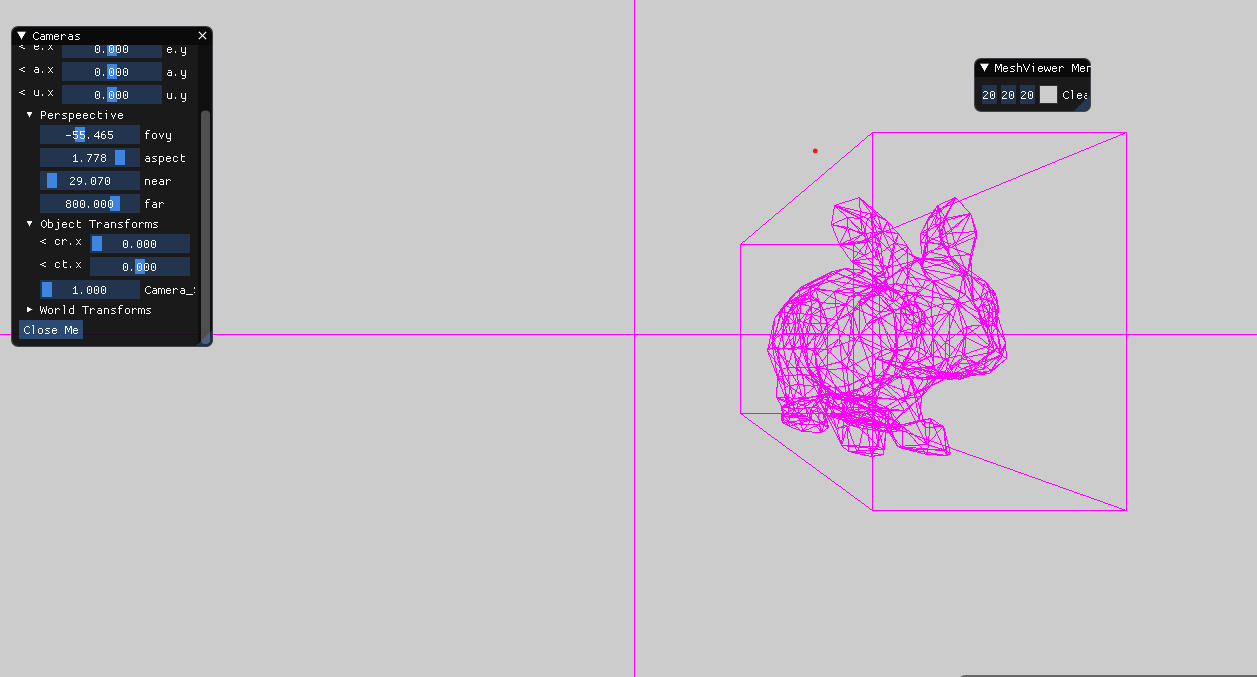 ▼ Cameras ✕
< e.x 0.000 e.y
< a.x 0.000 a.y
< u.x 0.000 u.y
▼ Perspeective
-55.465 fovy
1.778 aspect
29.070 near
800.000 far
▼ Object Transforms
< cr.x 0.000
< ct.x 0.000
1.000 Camera_
► World Transforms
Close Me
▼ MeshViewer Men
20 20 20 Clea